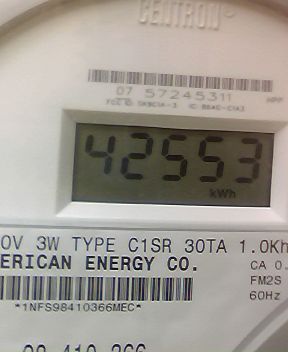 CENTRON®
07 57245311
42553
kWh
0V 3W TYPE C1SR 30TA 1.0Kh
ERICAN ENERGY CO.
CA 0.
FM2S
60Hz
*1NFS98410366MEC*